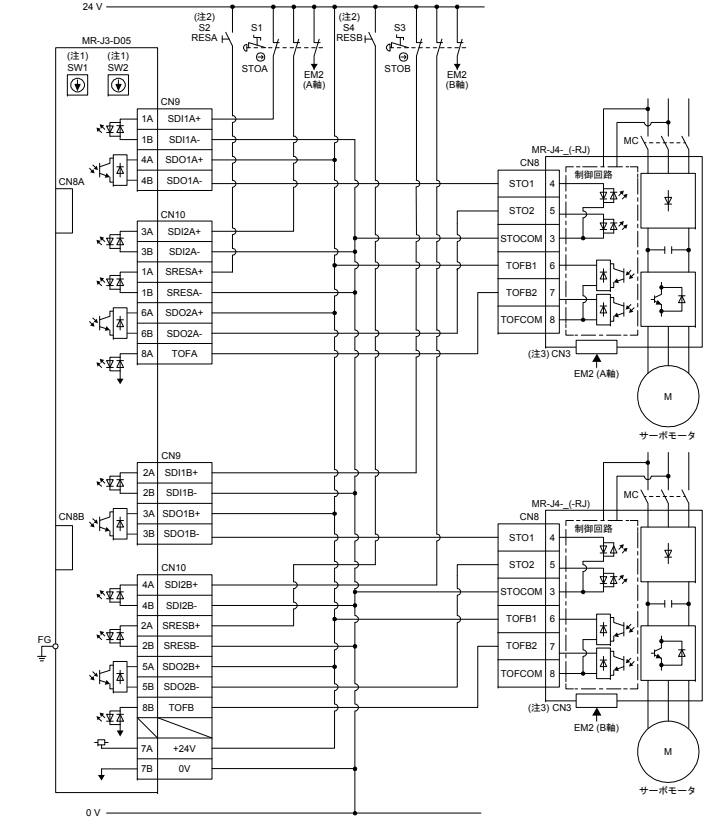 24 V
(注2)
S2
RESA
S1
STOA
EM2
(A軸)
(注2)
S4
RESB
S3
STOB
EM2
(B軸)
MR-J3-D05
(注1)
SW1
(注1)
SW2
CN9
1A SDI1A+
1B SDI1A-
4A SDO1A+
4B SDO1A-
CN8A
CN10
3A SDI2A+
3B SDI2A-
1A SRESA+
1B SRESA-
6A SDO2A+
6B SDO2A-
8A TOFA
MR-J4-_(-RJ)
CN8
制御回路
MC
STO1 4
STO2 5
STOCOM 3
TOFB1 6
TOFB2 7
TOFCOM 8
(注3) CN3
EM2 (A軸)
M
サーボモータ
CN9
2A SDI1B+
2B SDI1B-
3A SDO1B+
3B SDO1B-
CN8B
CN10
4A SDI2B+
4B SDI2B-
2A SRESB+
2B SRESB-
5A SDO2B+
5B SDO2B-
8B TOFB
7A +24V
7B 0V
FG
MR-J4-_(-RJ)
CN8
制御回路
MC
STO1 4
STO2 5
STOCOM 3
TOFB1 6
TOFB2 7
TOFCOM 8
(注3) CN3
EM2 (B軸)
M
サーボモータ
0 V